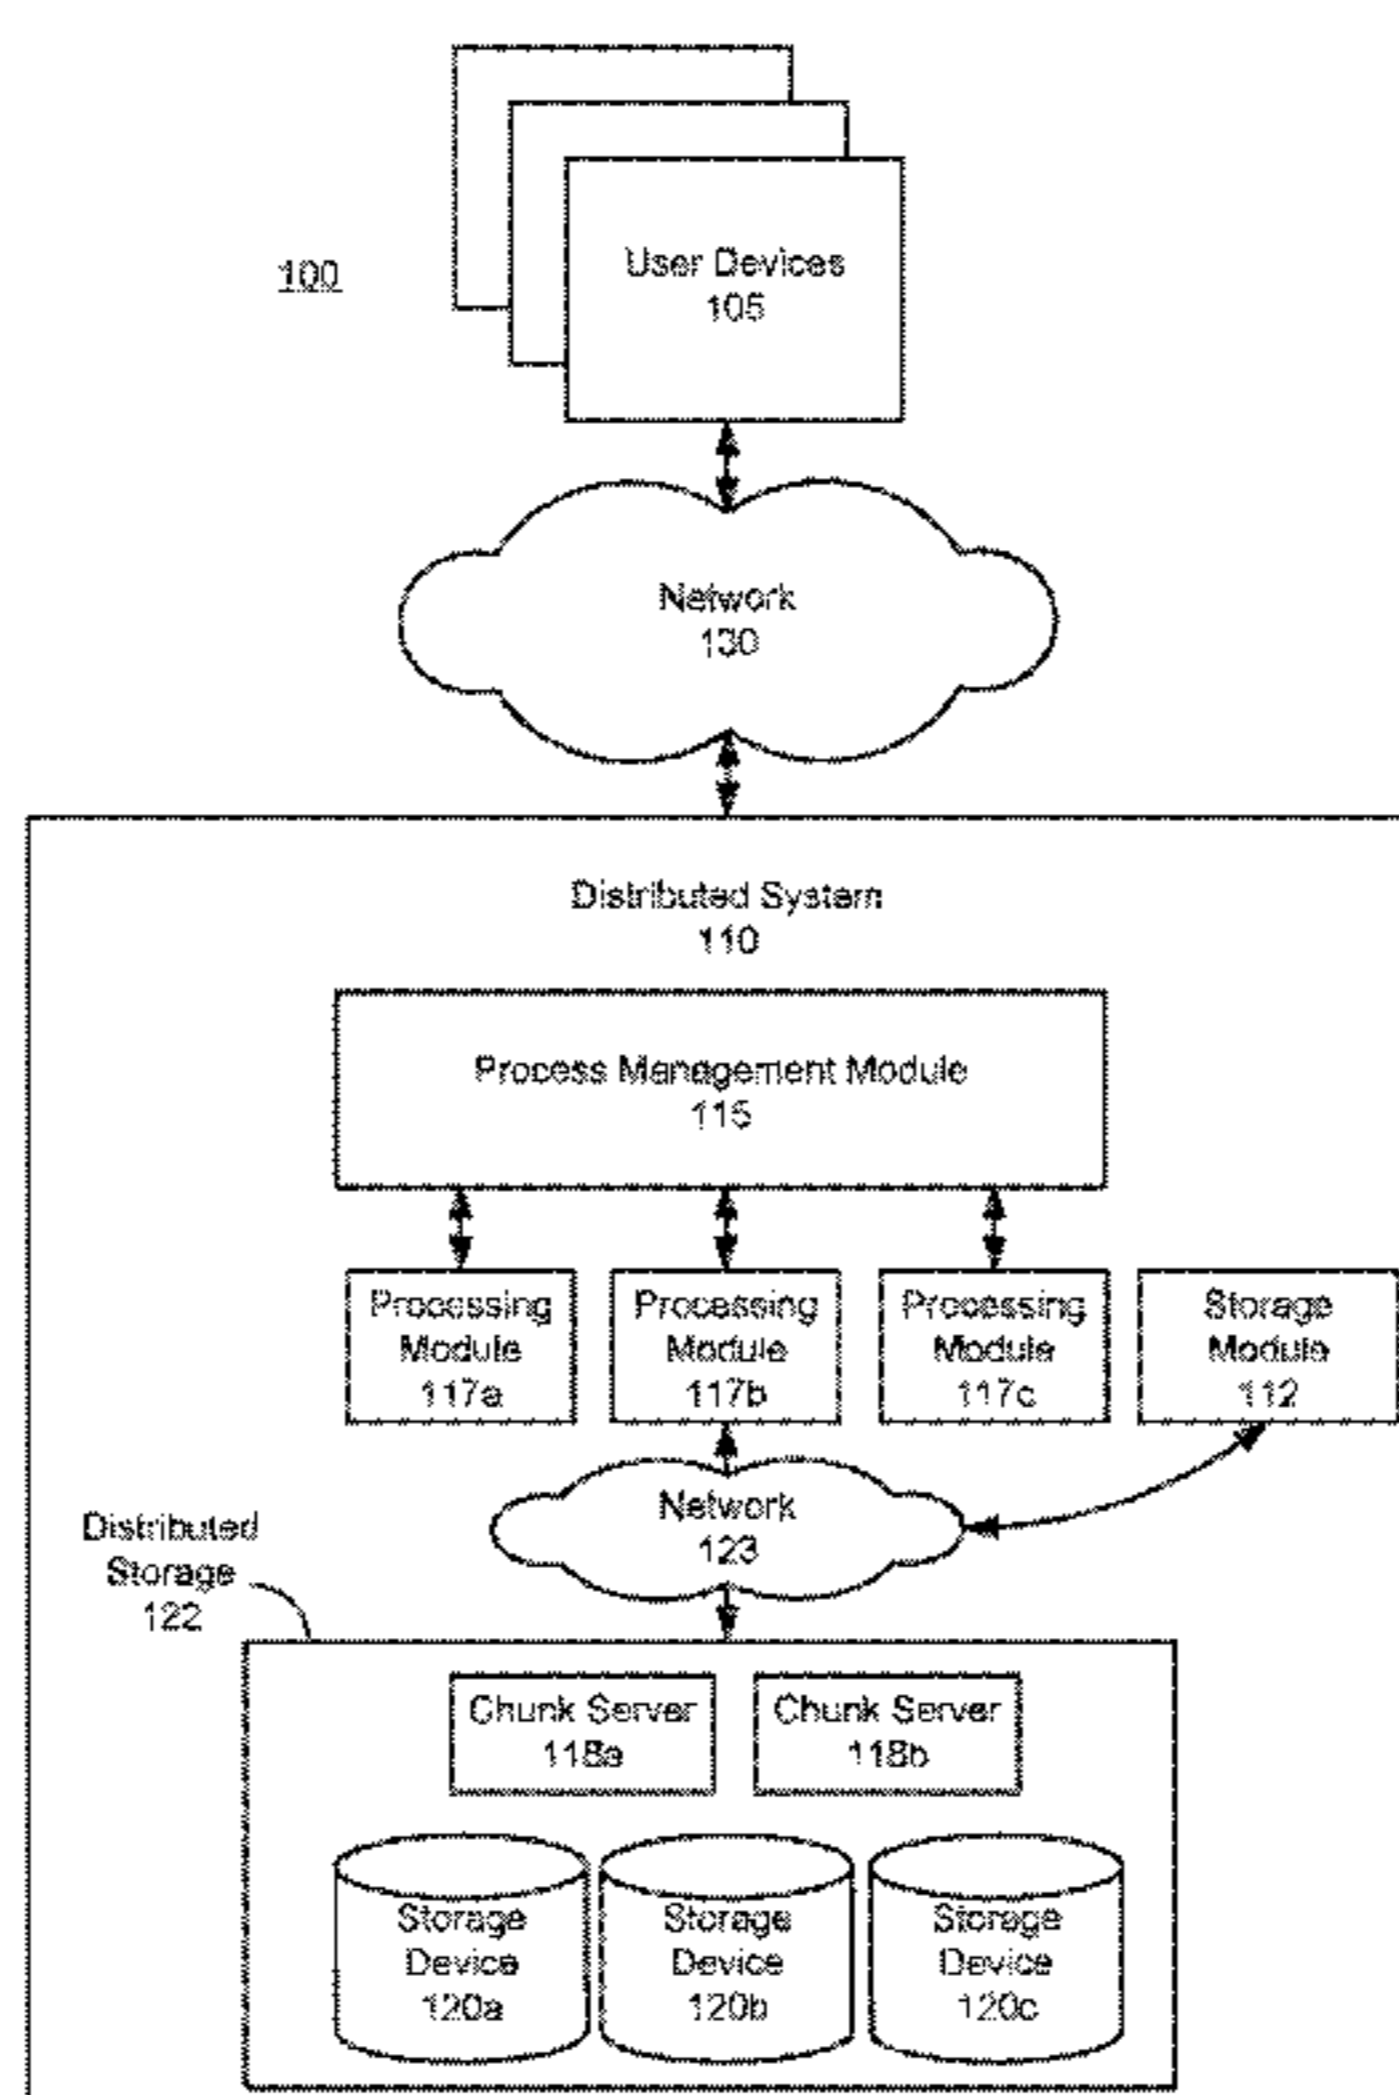 100
User Devices
105
Network
130
Distributed System
110
Process Management Module
115
Processing
Module
117a
Processing
Module
117b
Processing
Module
117c
Storage
Module
112
Network
123
Distributed
Storage
122
Chunk Server
118a
Chunk Server
118b
Storage
Device
120a
Storage
Device
120b
Storage
Device
120c